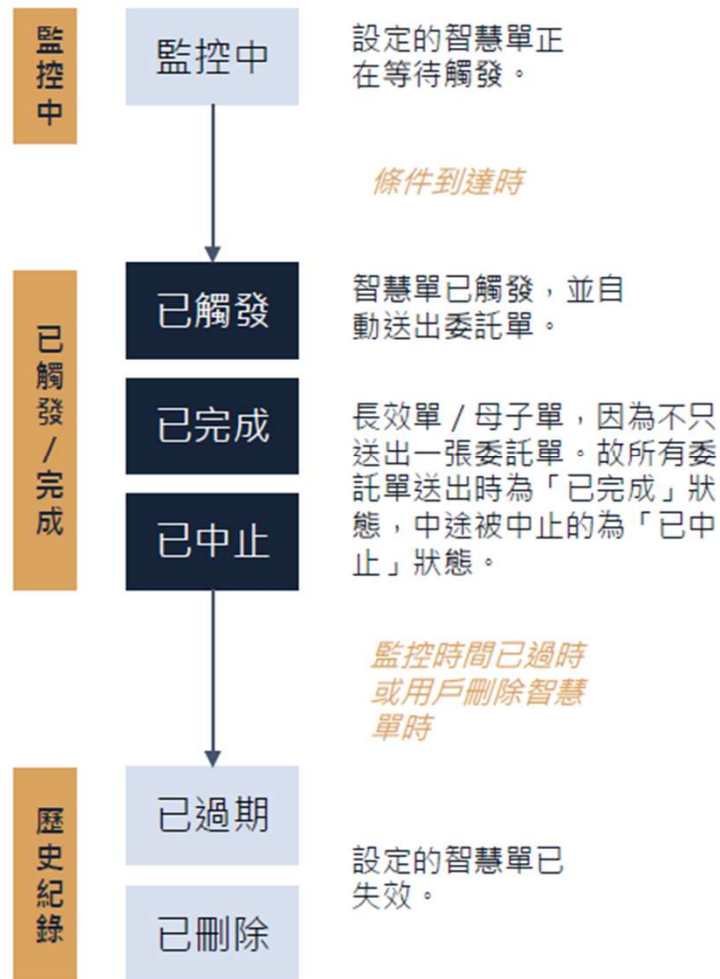 監控中
監控中
設定的智慧單正
在等待觸發。
條件到達時
已觸發/完成
已觸發
智慧單已觸發，並自
動送出委託單。
已完成
已中止
長效單 / 母子單，因為不只
送出一張委託單。故所有委
託單送出時為「已完成」狀
態，中途被中止的為「已中
止」狀態。
監控時間已過時
或用戶刪除智慧
單時
歷史紀錄
已過期
已刪除
設定的智慧單已
失效。